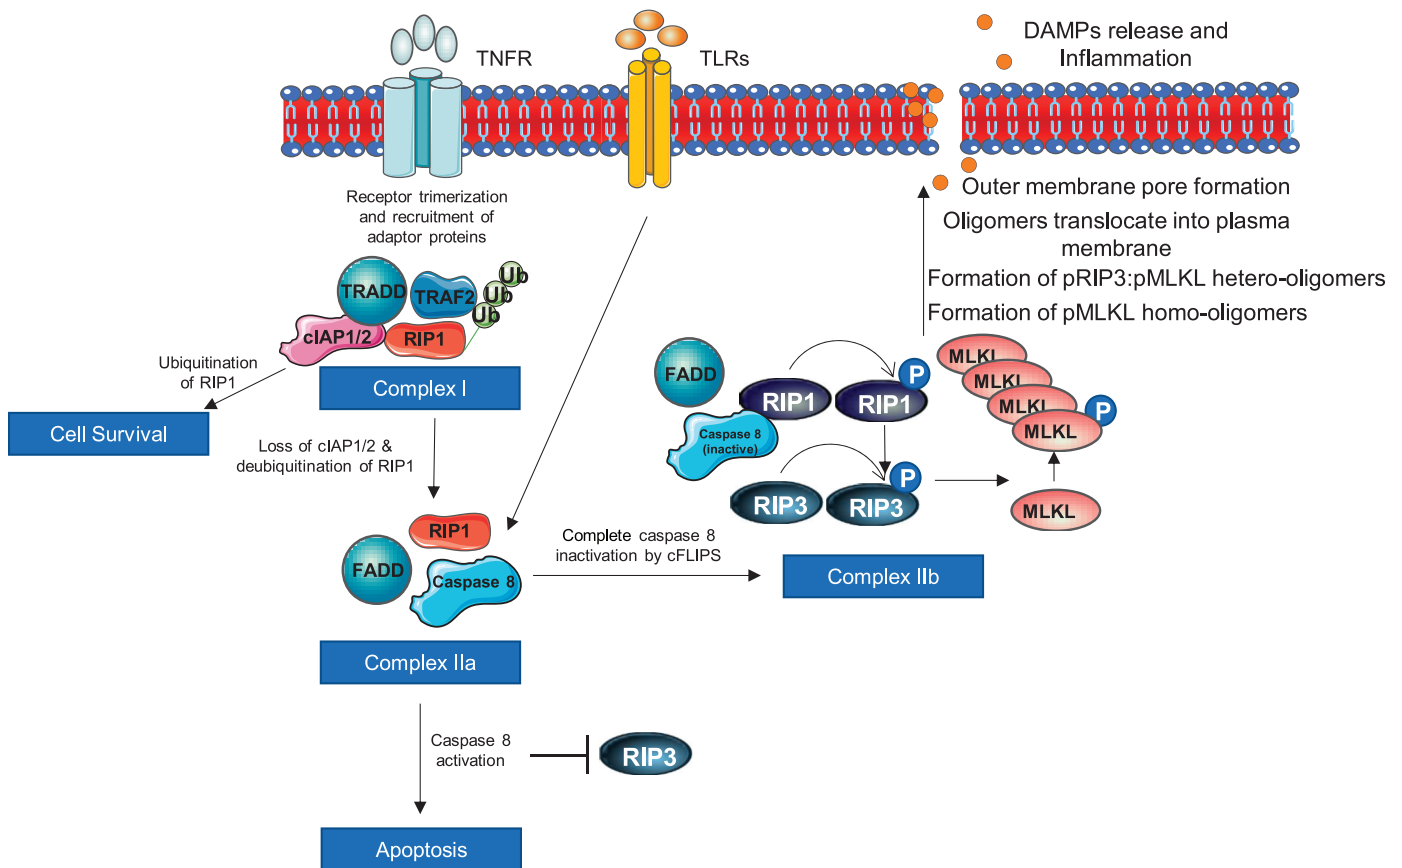 TNFR
TLRs
DAMPs release and
Inflammation
Receptor trimerization
and recruitment of
adaptor proteins
Outer membrane pore formation
Oligomers translocate into plasma
membrane
Formation of pRIP3:pMLKL hetero-oligomers
Formation of pMLKL homo-oligomers
TRADD
TRAF2
Ub
Ub
Ub
cIAP1/2
RIP1
Ubiquitination
of RIP1
Complex I
Cell Survival
Loss of cIAP1/2 &
deubiquitination of RIP1
FADD
RIP1
RIP1
P
Caspase 8
(inactive)
RIP3
RIP3
P
MLKL
MLKL
MLKL
MLKL
P
MLKL
RIP1
FADD
Caspase 8
Complete caspase 8
inactivation by cFLIPS
Complex IIb
Complex IIa
Caspase 8
activation
RIP3
Apoptosis